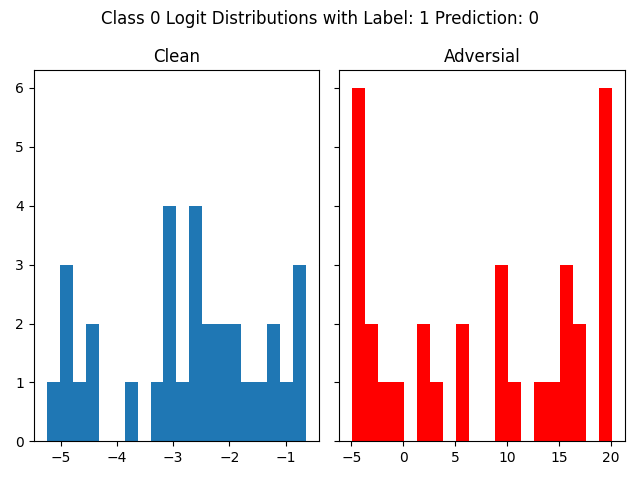 Class 0 Logit Distributions with Label: 1 Prediction: 0
Clean
Adversial
6
5
4
3
2
1
0
−5 −4 −3 −2 −1
−5 0 5 10 15 20